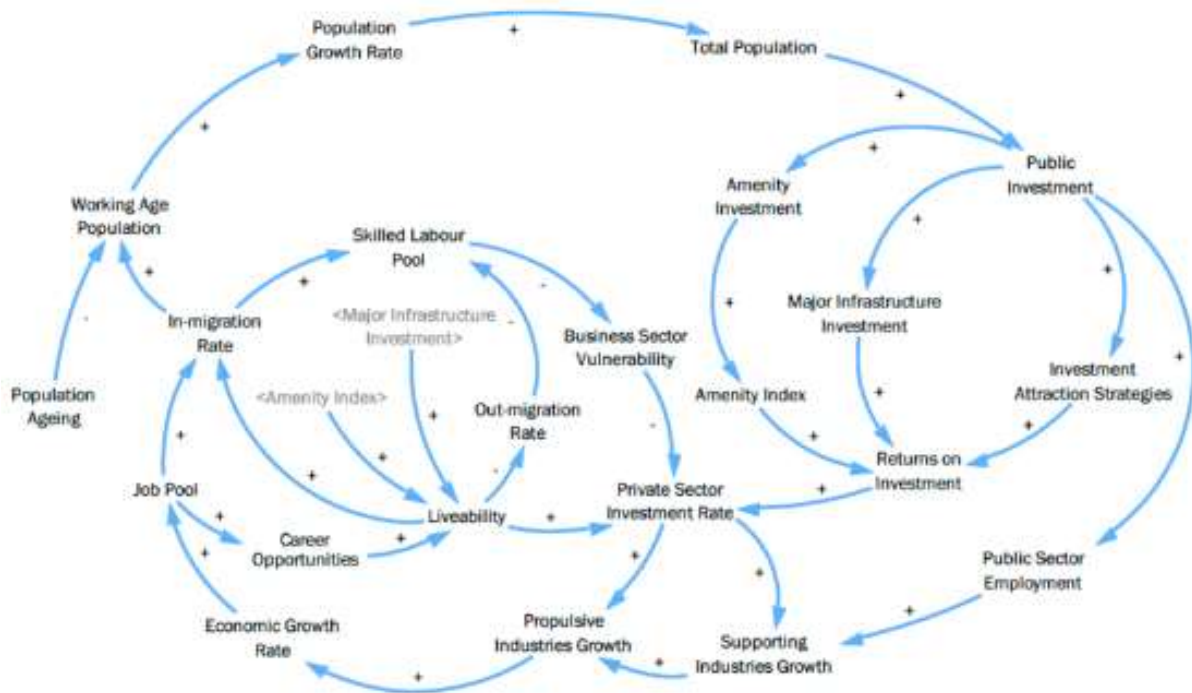 Population
Growth Rate
+
Total Population
+
+
+
Public
Investment
Amenity
Investment
Working Age
Population
Skilled Labour
Pool
+
+
+
+
-
<Major Infrastructure
Investment>
-
In-migration
Rate
-
Major Infrastructure
Investment
+
Business Sector
Vulnerability
+
Population
Ageing
<Amenity Index>
Amenity Index
+
Investment
Attraction Strategies
Out-migration
Rate
+
+
-
+
+
+
+
-
Returns on
Investment
Job Pool
+
Liveability
+
Private Sector
Investment Rate
+
+
Career
Opportunities
+
+
+
+
Public Sector
Employment
Economic Growth
Rate
Propulsive
Industries Growth
+
Supporting
Industries Growth
+
+